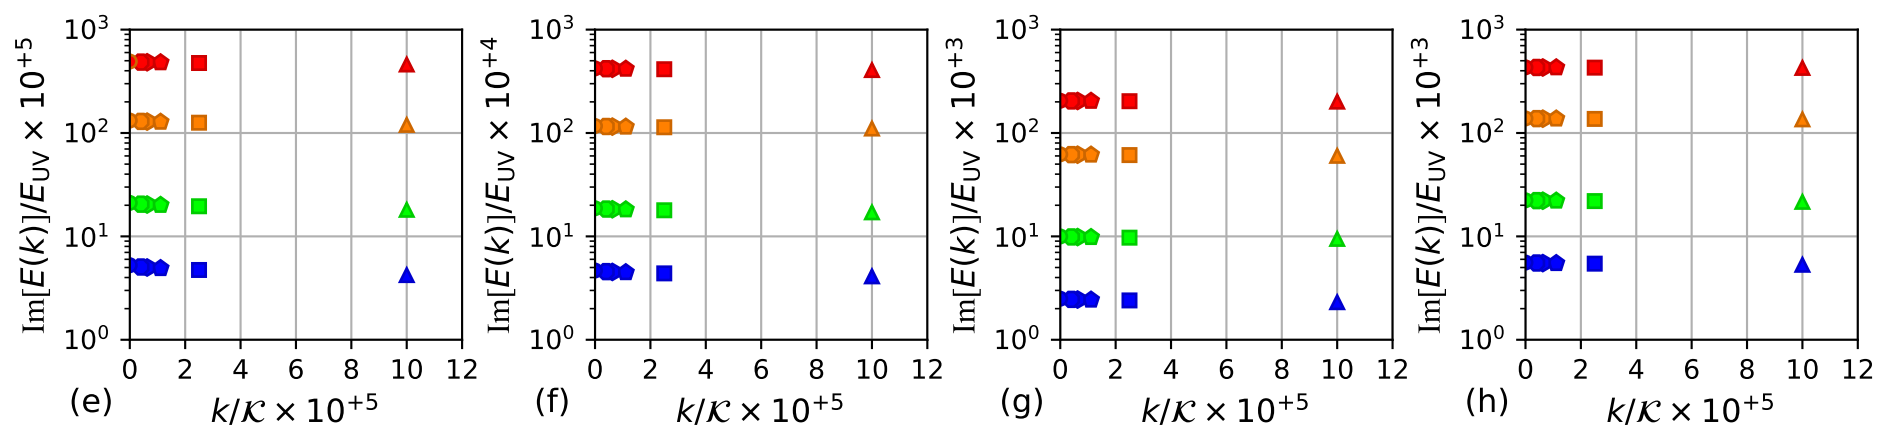 Im[E(k)]/E_UV × 10^+5
10^3
10^2
10^1
10^0
0 2 4 6 8 10 12
(e)
k/𝒦 × 10^+5
Im[E(k)]/E_UV × 10^+4
10^3
10^2
10^1
10^0
0 2 4 6 8 10 12
(f)
k/𝒦 × 10^+5
Im[E(k)]/E_UV × 10^+3
10^3
10^2
10^1
10^0
0 2 4 6 8 10 12
(g)
k/𝒦 × 10^+5
Im[E(k)]/E_UV × 10^+3
10^3
10^2
10^1
10^0
0 2 4 6 8 10 12
(h)
k/𝒦 × 10^+5